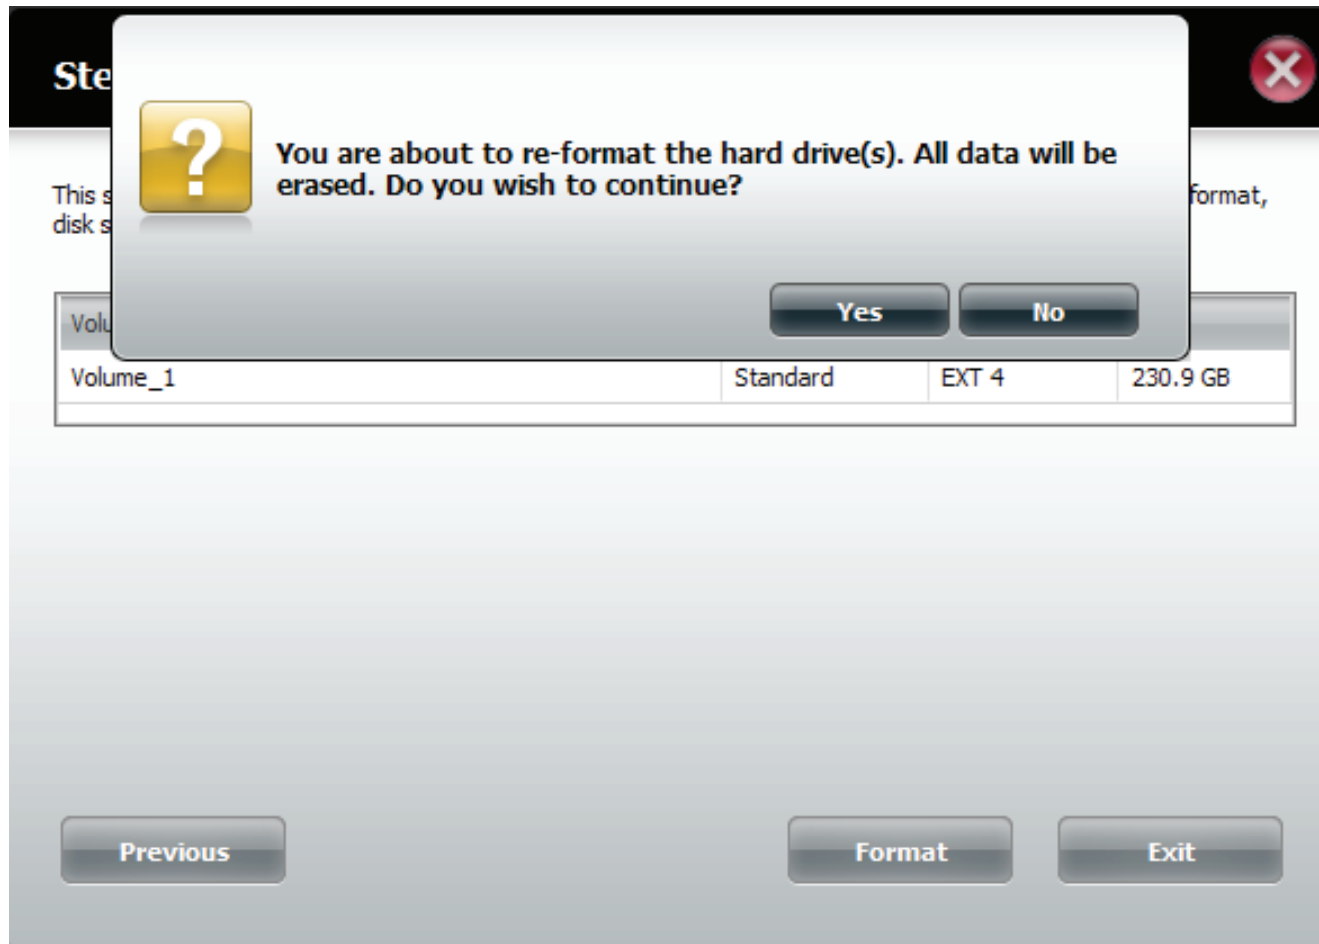 Ste
You are about to re-format the hard drive(s). All data will be
erased. Do you wish to continue?
This s
format,
disk s
Yes
No
Volu
Volume_1 Standard EXT 4 230.9 GB
Previous Format Exit